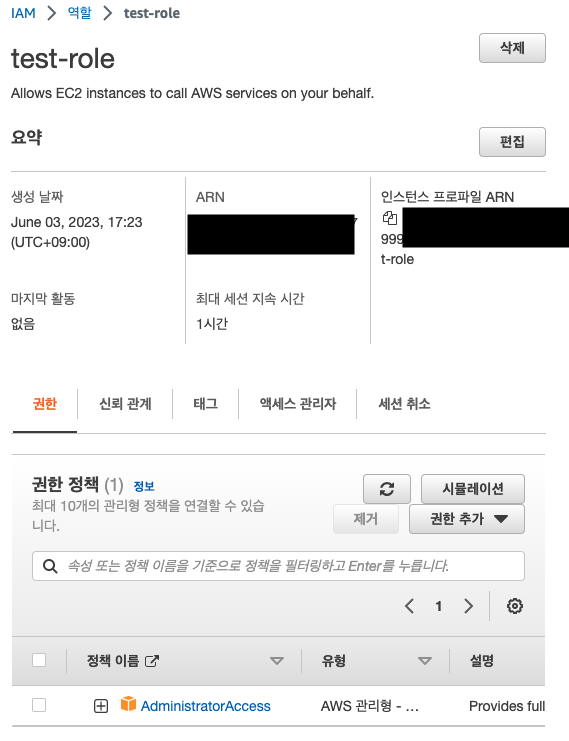 IAM > 역할 > test-role
test-role
삭제
Allows EC2 instances to call AWS services on your behalf.
요약
편집
생성 날짜
June 03, 2023, 17:23
(UTC+09:00)
ARN
인스턴스 프로파일 ARN
999
t-role
마지막 활동
없음
최대 세션 지속 시간
1시간
권한
신뢰 관계
태그
액세스 관리자
세션 취소
권한 정책 (1) 정보
최대 10개의 관리형 정책을 연결할 수 있습
니다.
시뮬레이션
제거
권한 추가
속성 또는 정책 이름을 기준으로 정책을 필터링하고 Enter를 누릅니다.
1
정책 이름 유형 설명
AdministratorAccess AWS 관리형 - ... Provides full